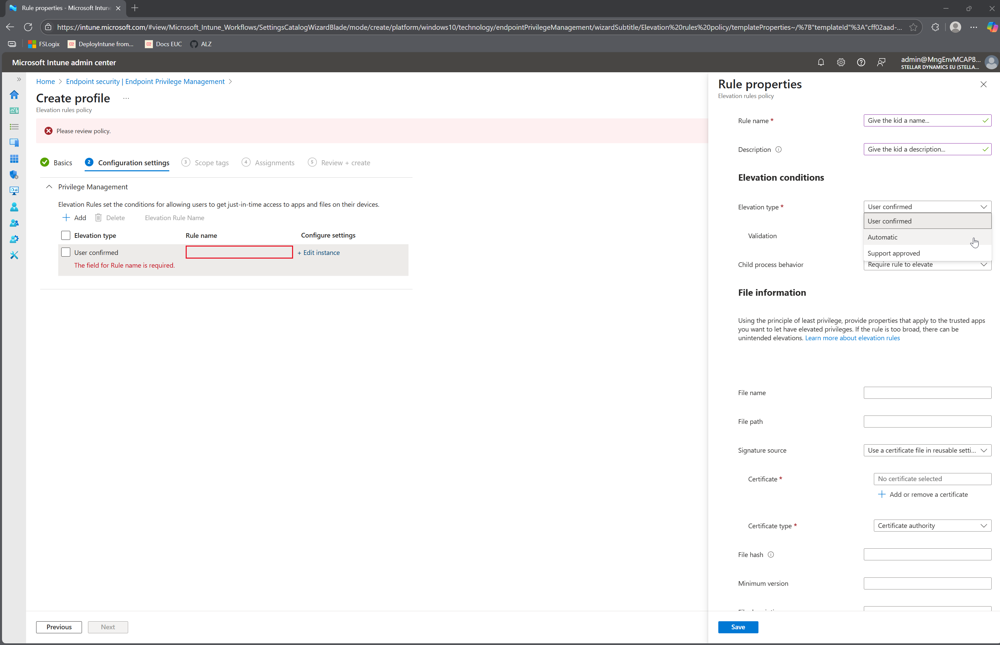 Rule properties - Microsoft Intune
https://intune.microsoft.com/#view/Microsoft_Intune_Workflows/SettingsCatalogWizardBlade/mode/create/platform/windows10/technology/endpointPrivilegeManagement/wizardSubtitle/Elevation%20rules%20policy/templateProperties~/%7B"templateId"%3A"cff02aad-...
FSLogix
DeployIntune from...
Docs EUC
ALZ
Microsoft Intune admin center
admin@MngEnvMCAP8...
STELLAR DYNAMICS EU (STELLA...
Home > Endpoint security | Endpoint Privilege Management >
Create profile ...
Elevation rules policy
Please review policy.
Basics
2 Configuration settings
3 Scope tags
4 Assignments
5 Review + create
Privilege Management
Elevation Rules set the conditions for allowing users to get just-in-time access to apps and files on their devices.
+ Add
Delete
Elevation Rule Name
Elevation type
Rule name
Configure settings
User confirmed
+ Edit instance
The field for Rule name is required.
Previous
Next
Rule properties
Elevation rules policy
Rule name *
Give the kid a name...
Description
Give the kid a description...
Elevation conditions
Elevation type *
User confirmed
User confirmed
Automatic
Support approved
Validation
Child process behavior
Require rule to elevate
File information
Using the principle of least privilege, provide properties that apply to the trusted apps
you want to let have elevated privileges. If the rule is too broad, there can be
unintended elevations. Learn more about elevation rules
File name
File path
Signature source
Use a certificate file in reusable setti...
Certificate *
No certificate selected
+ Add or remove a certificate
Certificate type *
Certificate authority
File hash
Minimum version
Save